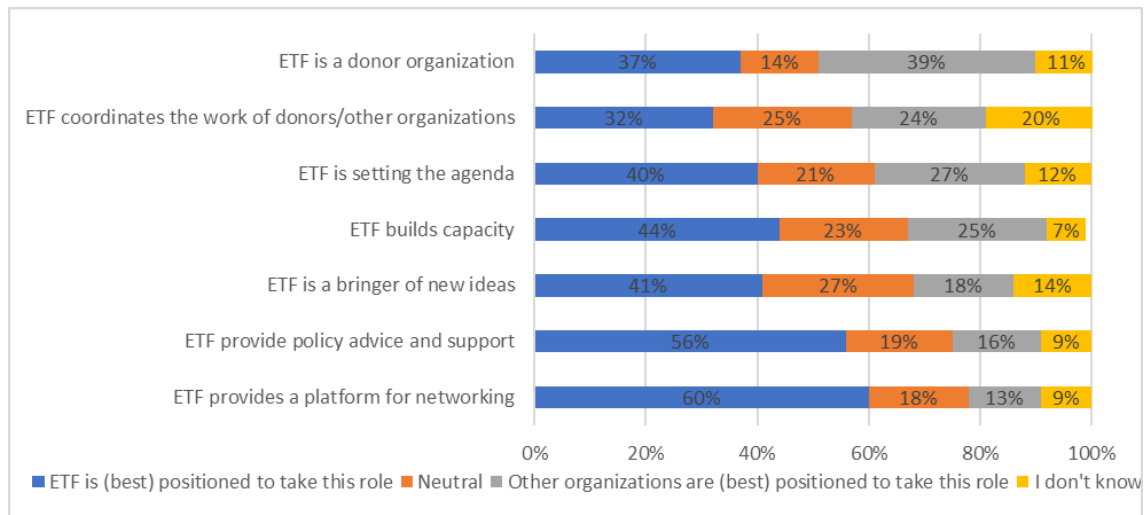 ETF is a donor organization 37% 14% 39% 11%
ETF coordinates the work of donors/other organizations 32% 25% 24% 20%
ETF is setting the agenda 40% 21% 27% 12%
ETF builds capacity 44% 23% 25% 7%
ETF is a bringer of new ideas 41% 27% 18% 14%
ETF provide policy advice and support 56% 19% 16% 9%
ETF provides a platform for networking 60% 18% 13% 9%
0% 20% 40% 60% 80% 100%
ETF is (best) positioned to take this role Neutral Other organizations are (best) positioned to take this role I don't know